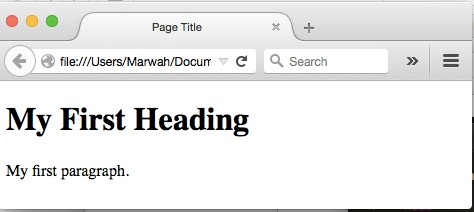 Page Title
file:///Users/Marwah/Docum
Search
My First Heading
My first paragraph.